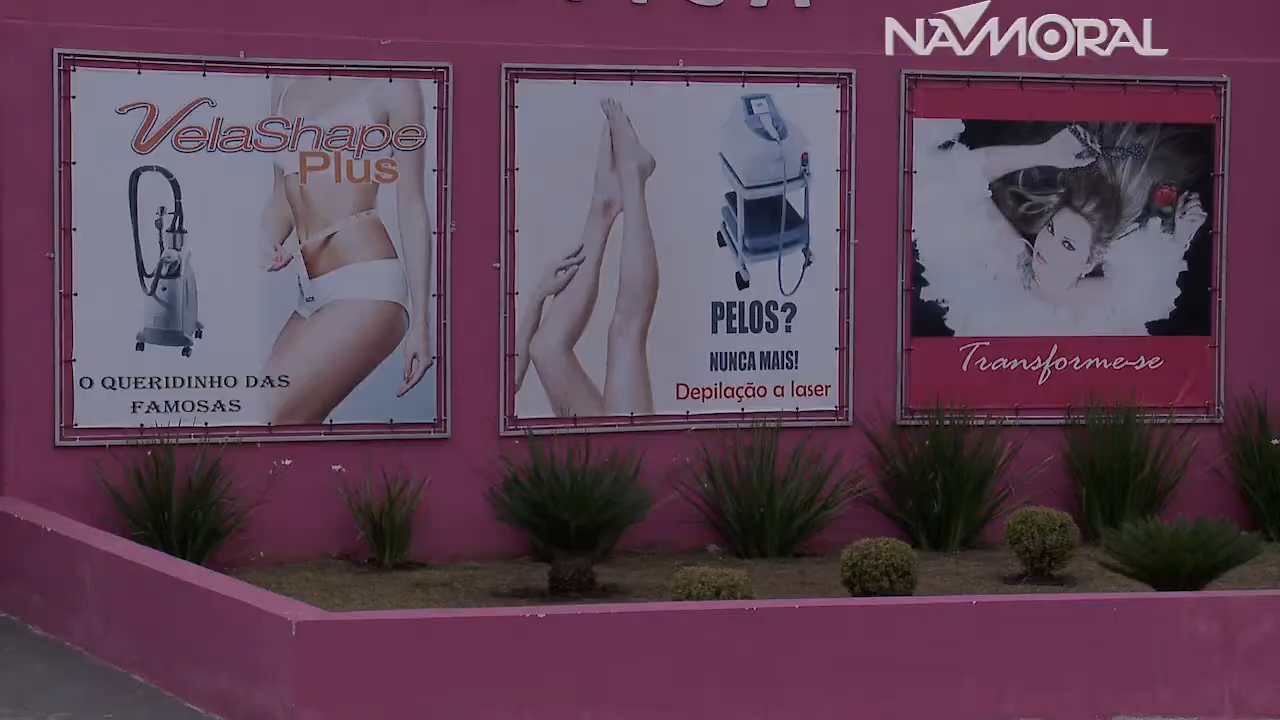 NAMORAL
VelaShape
Plus
O QUERIDINHO DAS
FAMOSAS
PELOS?
NUNCA MAIS!
Depilação a laser
Transforme-se